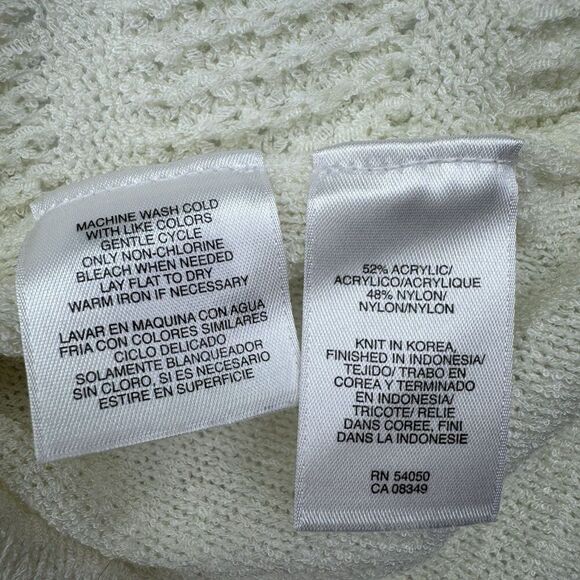 MACHINE WASH COLD
WITH LIKE COLORS
GENTLE CYCLE
ONLY NON-CHLORINE
BLEACH WHEN NEEDED
LAY FLAT TO DRY
WARM IRON IF NECESSARY
LAVAR EN MAQUINA CON AGUA
FRIA CON COLORES SIMILARES
CICLO DELICADO
SOLAMENTE BLANQUEADOR
SIN CLORO, SI ES NECESARIO
ESTIRE EN SUPERFICIE
52% ACRYLIC/
ACRYLICO/ACRYLIQUE
48% NYLON/
NYLON/NYLON
KNIT IN KOREA,
FINISHED IN INDONESIA/
TEJIDO/ TRABO EN
COREA Y TERMINADO
EN INDONESIA/
TRICOTE/ RELIE
DANS COREE, FINI
DANS LA INDONESIE
RN 54050
CA 08349